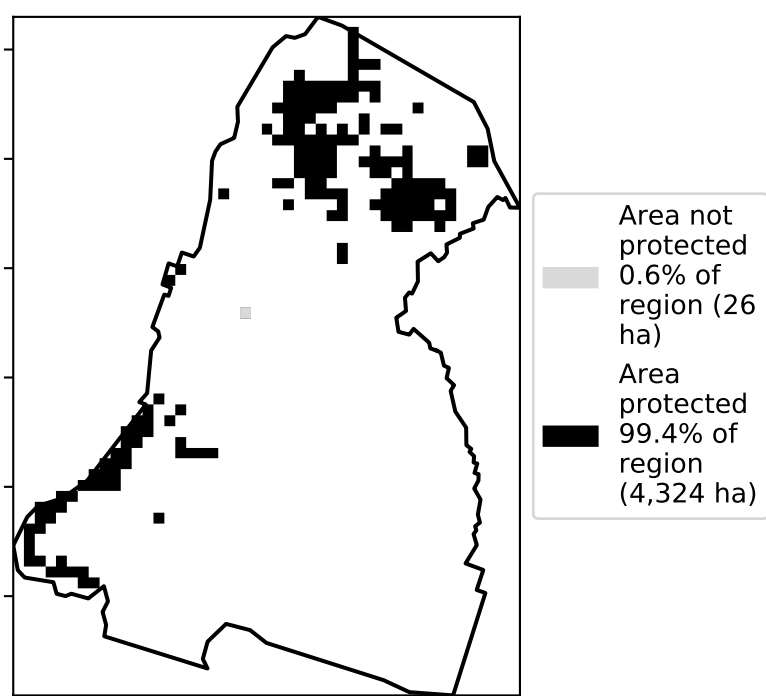 Area not
protected
0.6% of
region (26
ha)
Area
protected
99.4% of
region
(4,324 ha)